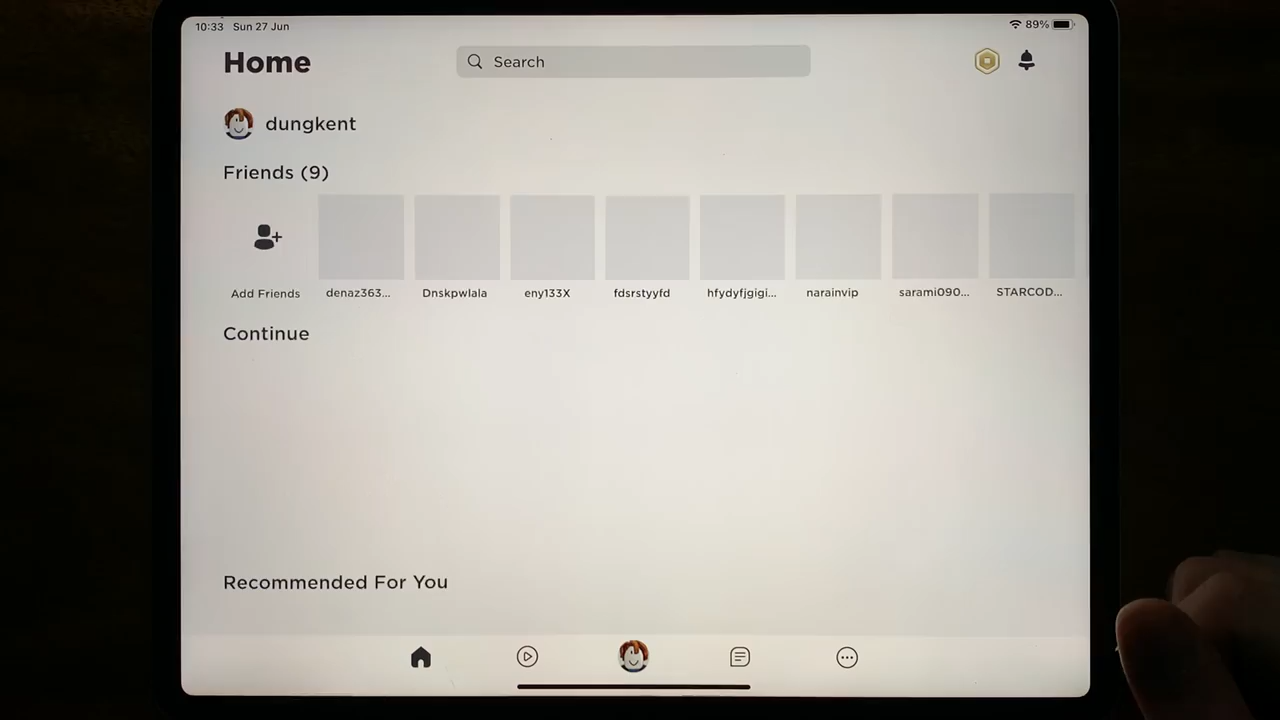 10:33 Sun 27 Jun
89%
Home
Search
dungkent
Friends (9)
Add Friends
denaz363...
Dnskpwlala
eny133X
fdsrstyyfd
hfydyfjgigi...
narainvip
sarami090...
STARCOD...
Continue
Recommended For You